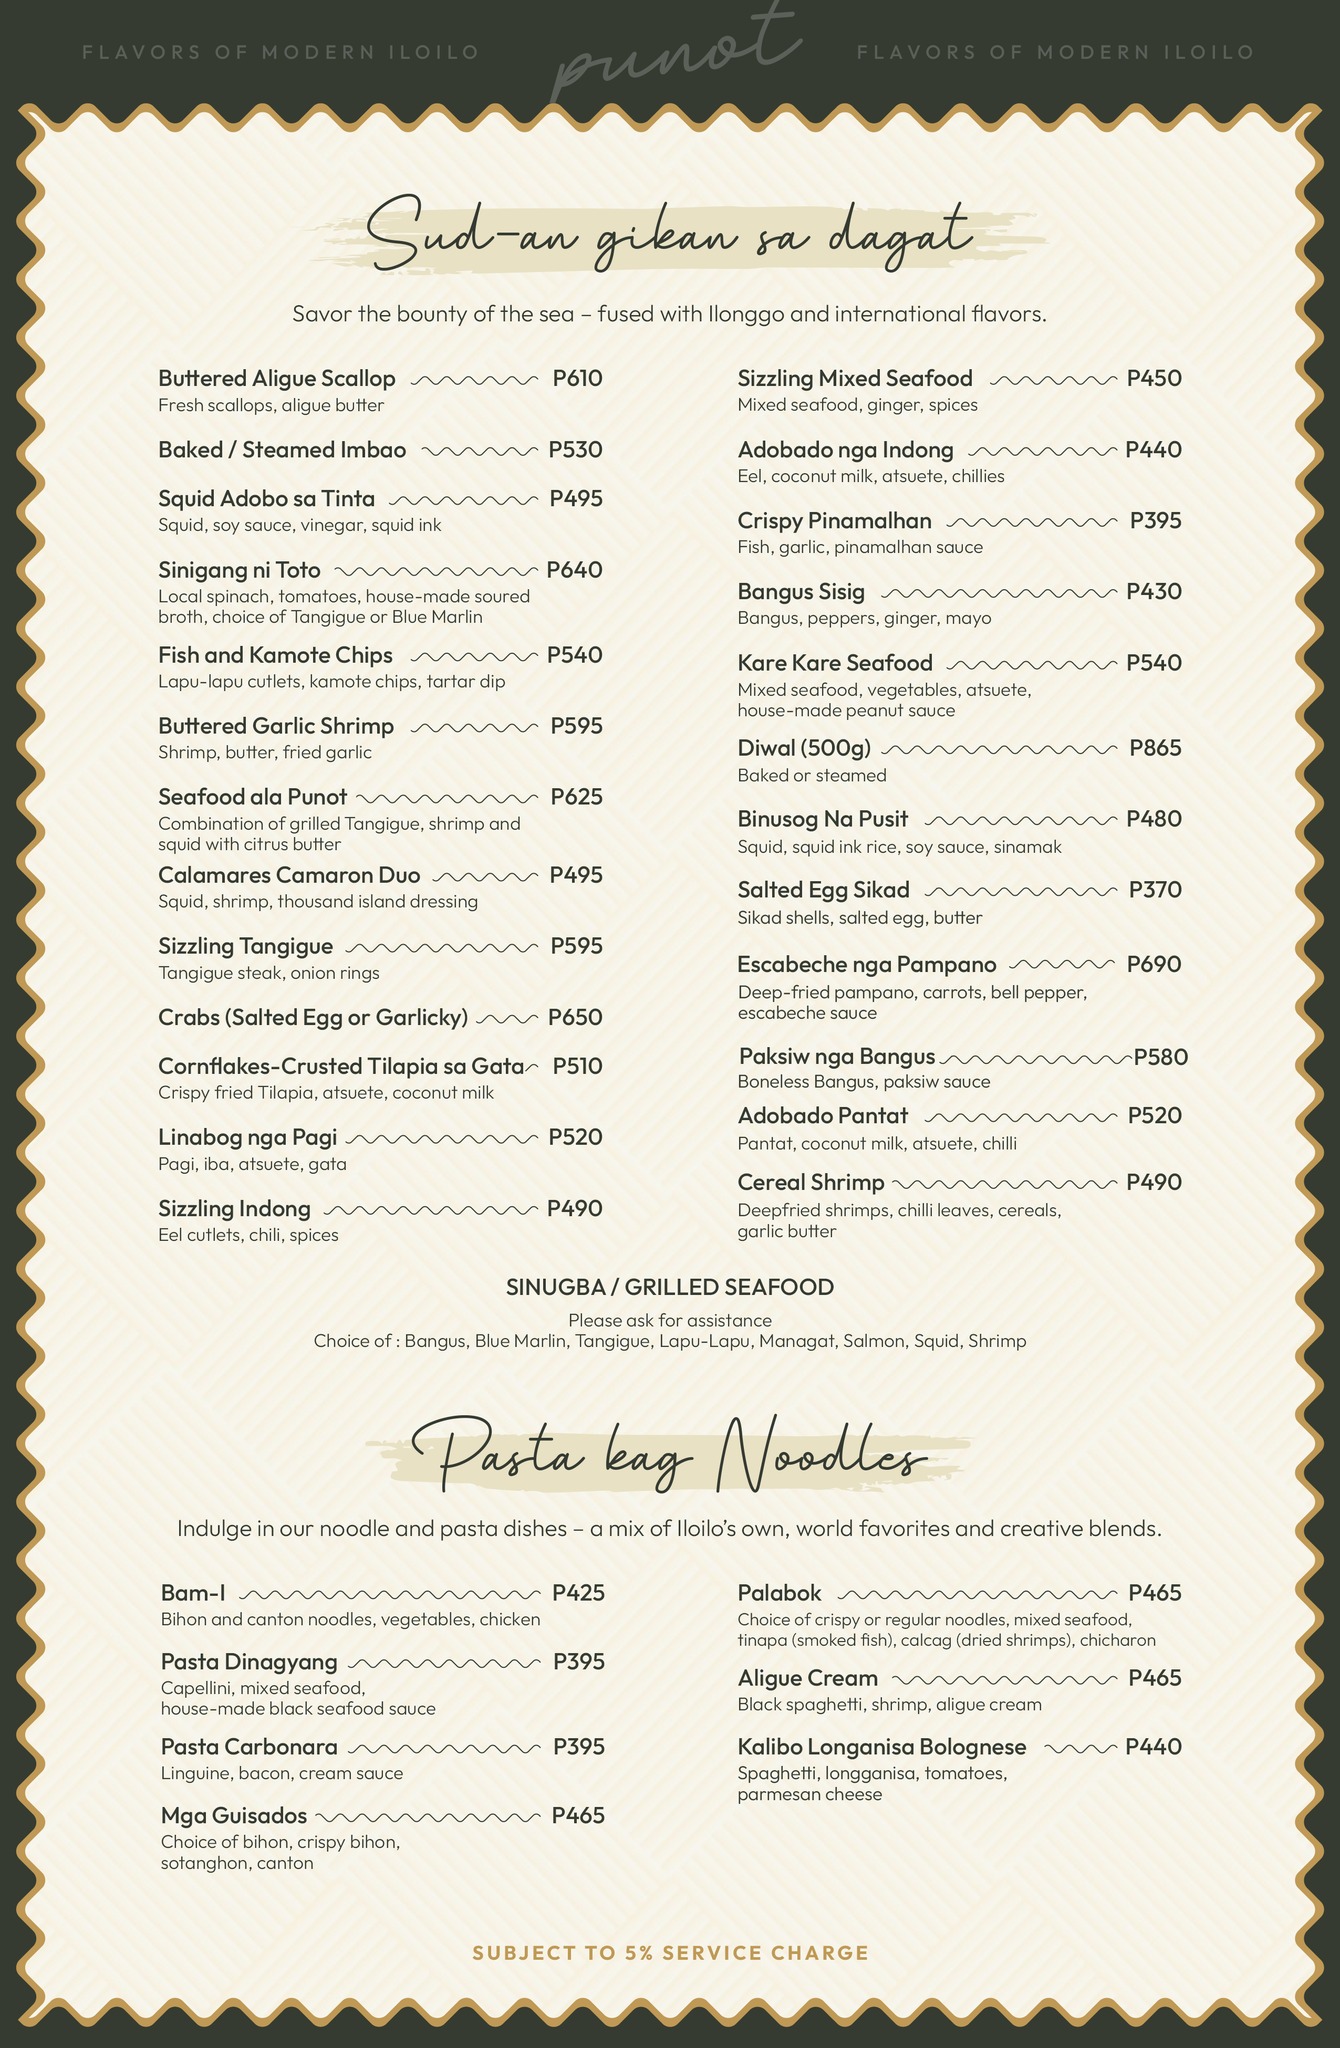 FLAVORS OF MODERN ILOILO
punot
FLAVORS OF MODERN ILOILO
Sud-an gikan sa dagat
Savor the bounty of the sea – fused with Ilonggo and international flavors.
Buttered Aligue Scallop P610
Fresh scallops, aligue butter
Baked / Steamed Imbao P530
Squid Adobo sa Tinta P495
Squid, soy sauce, vinegar, squid ink
Sinigang ni Toto P640
Local spinach, tomatoes, house-made soured
broth, choice of Tangigue or Blue Marlin
Fish and Kamote Chips P540
Lapu-lapu cutlets, kamote chips, tartar dip
Buttered Garlic Shrimp P595
Shrimp, butter, fried garlic
Seafood ala Punot P625
Combination of grilled Tangigue, shrimp and
squid with citrus butter
Calamares Camaron Duo P495
Squid, shrimp, thousand island dressing
Sizzling Tangigue P595
Tangigue steak, onion rings
Crabs (Salted Egg or Garlicky) P650
Cornflakes-Crusted Tilapia sa Gata P510
Crispy fried Tilapia, atsuete, coconut milk
Linabog nga Pagi P520
Pagi, iba, atsuete, gata
Sizzling Indong P490
Eel cutlets, chili, spices
Sizzling Mixed Seafood P450
Mixed seafood, ginger, spices
Adobado nga Indong P440
Eel, coconut milk, atsuete, chillies
Crispy Pinamalhan P395
Fish, garlic, pinamalhan sauce
Bangus Sisig P430
Bangus, peppers, ginger, mayo
Kare Kare Seafood P540
Mixed seafood, vegetables, atsuete,
house-made peanut sauce
Diwal (500g) P865
Baked or steamed
Binusog Na Pusit P480
Squid, squid ink rice, soy sauce, sinamak
Salted Egg Sikad P370
Sikad shells, salted egg, butter
Escabeche nga Pampano P690
Deep-fried pampano, carrots, bell pepper,
escabeche sauce
Paksiw nga Bangus P580
Boneless Bangus, paksiw sauce
Adobado Pantat P520
Pantat, coconut milk, atsuete, chilli
Cereal Shrimp P490
Deepfried shrimps, chilli leaves, cereals,
garlic butter
SINUGBA / GRILLED SEAFOOD
Please ask for assistance
Choice of : Bangus, Blue Marlin, Tangigue, Lapu-Lapu, Managat, Salmon, Squid, Shrimp
Pasta kag Noodles
Indulge in our noodle and pasta dishes – a mix of Iloilo's own, world favorites and creative blends.
Bam-I P425
Bihon and canton noodles, vegetables, chicken
Pasta Dinagyang P395
Capellini, mixed seafood,
house-made black seafood sauce
Pasta Carbonara P395
Linguine, bacon, cream sauce
Mga Guisados P465
Choice of bihon, crispy bihon,
sotanghon, canton
Palabok P465
Choice of crispy or regular noodles, mixed seafood,
tinapa (smoked fish), calcag (dried shrimps), chicharon
Aligue Cream P465
Black spaghetti, shrimp, aligue cream
Kalibo Longanisa Bolognese P440
Spaghetti, longganisa, tomatoes,
parmesan cheese
SUBJECT TO 5% SERVICE CHARGE